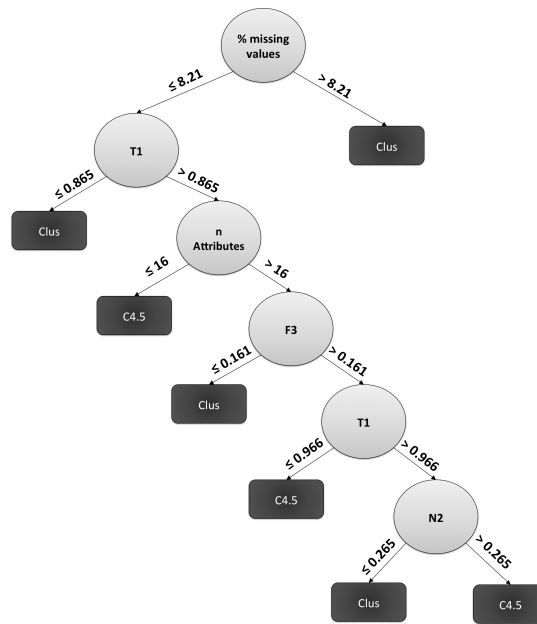 % missing
values
≤ 8.21
> 8.21
T1
Clus
≤ 0.865
> 0.865
Clus
n
Attributes
≤ 16
> 16
C4.5
F3
≤ 0.161
> 0.161
Clus
T1
≤ 0.966
> 0.966
C4.5
N2
≤ 0.265
> 0.265
Clus
C4.5